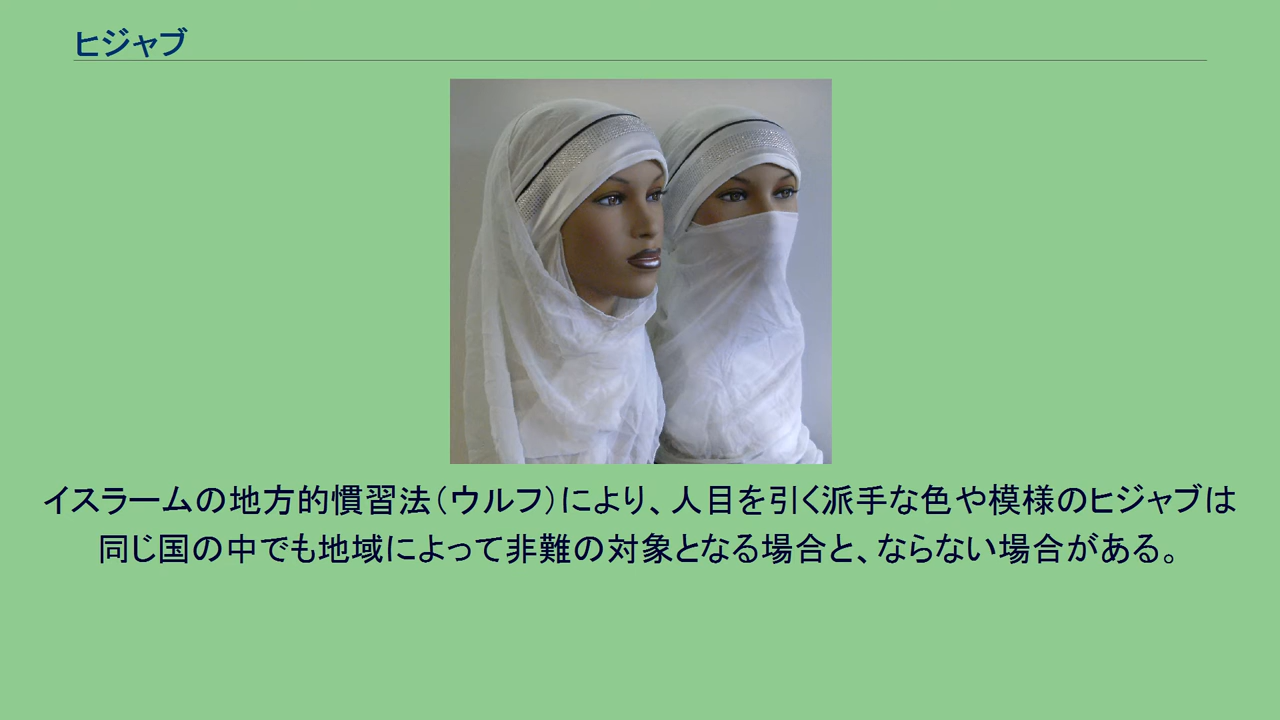 ヒジャブ
イスラームの地方的慣習法（ウルフ）により、人目を引く派手な色や模様のヒジャブは
同じ国の中でも地域によって非難の対象となる場合と、ならない場合がある。